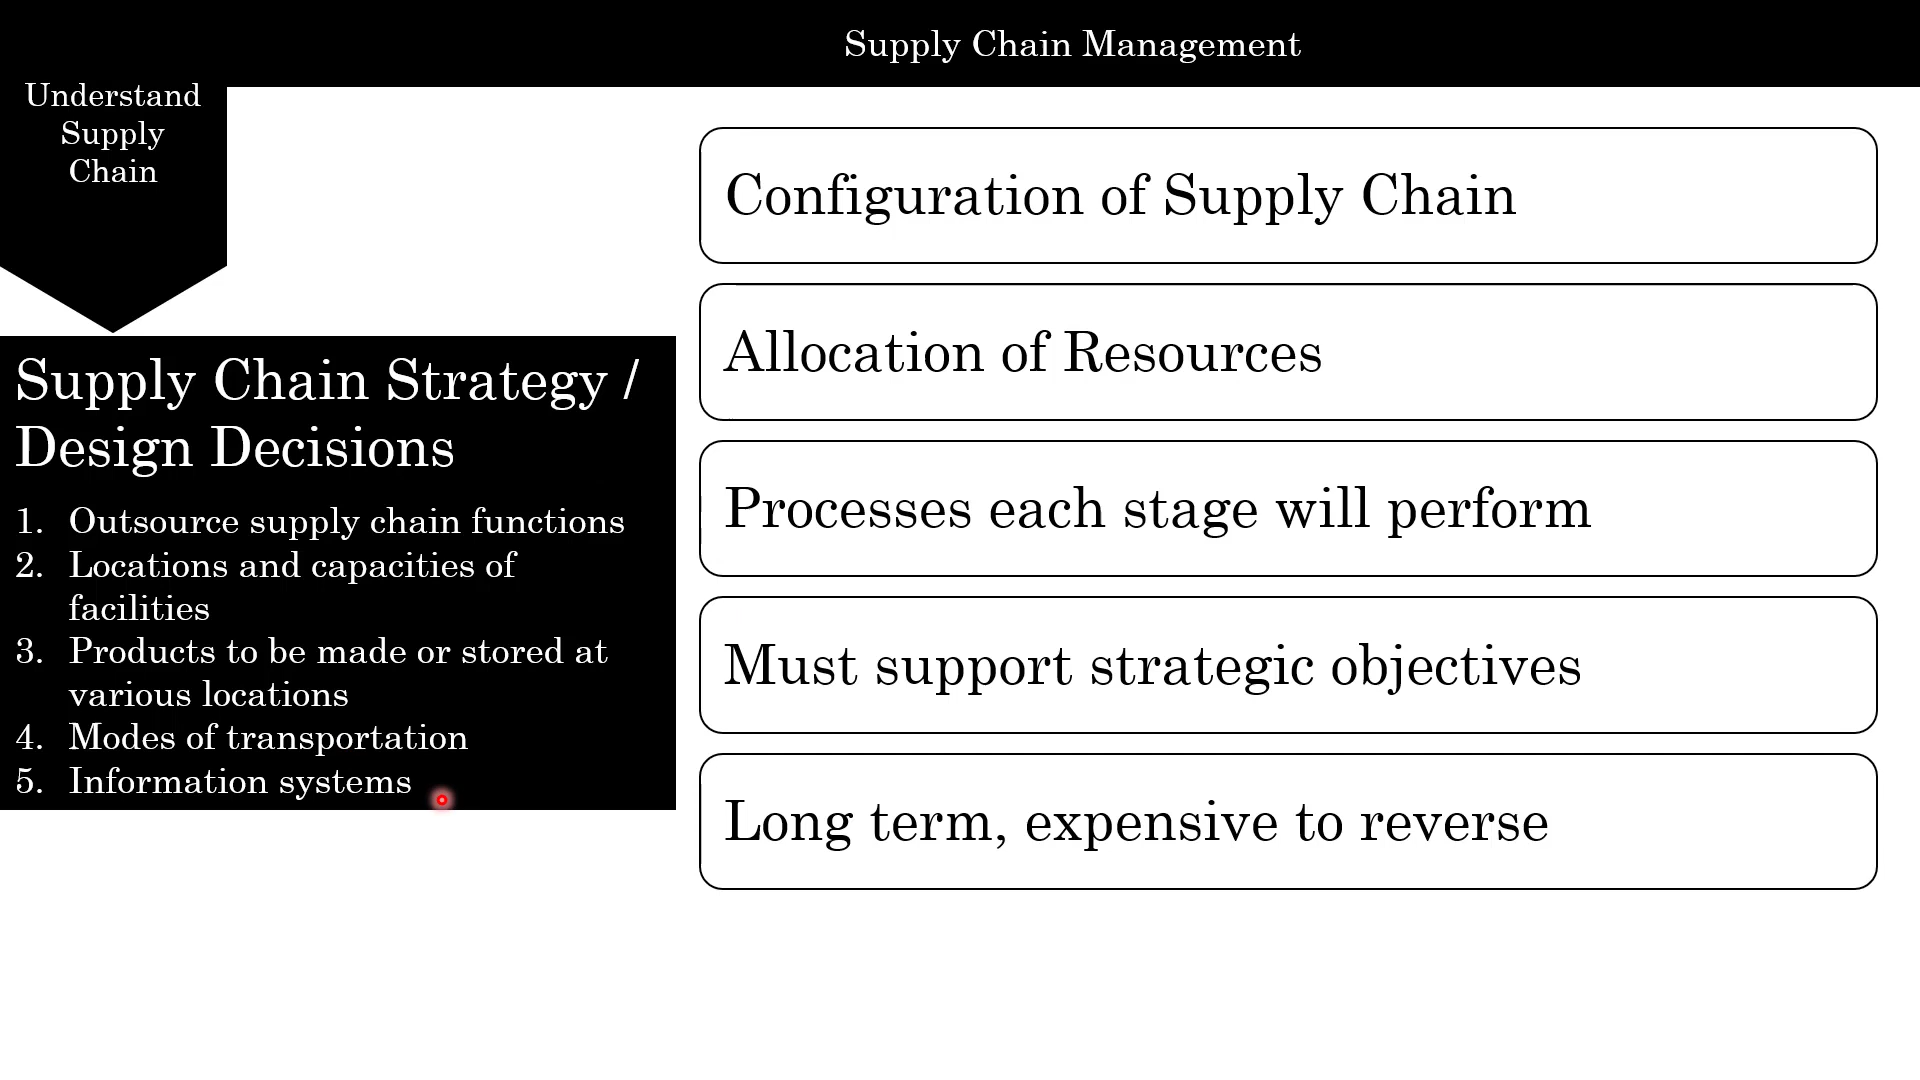 Supply Chain Management
Understand
Supply
Chain
Supply Chain Strategy /
Design Decisions
1. Outsource supply chain functions
2. Locations and capacities of
facilities
3. Products to be made or stored at
various locations
4. Modes of transportation
5. Information systems
Configuration of Supply Chain
Allocation of Resources
Processes each stage will perform
Must support strategic objectives
Long term, expensive to reverse